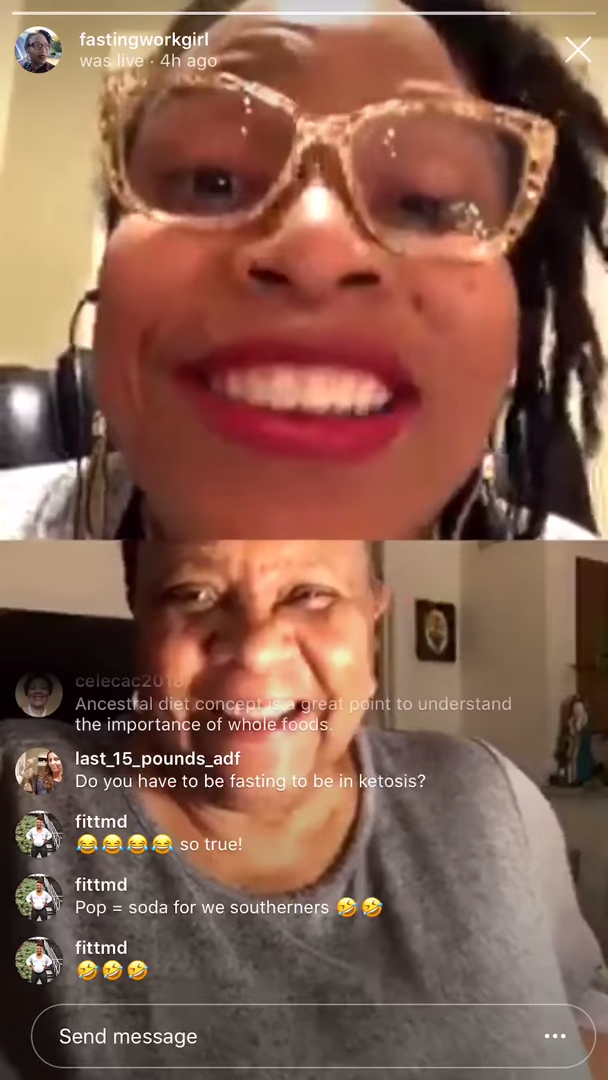 fastingworkgirl
was live · 4h ago
celecac2018
Ancestral diet concept is a great point to understand
the importance of whole foods.
last_15_pounds_adf
Do you have to be fasting to be in ketosis?
fittmd
😂😂😂😂 so true!
fittmd
Pop = soda for we southerners 🤣🤣
fittmd
🤣🤣🤣
Send message